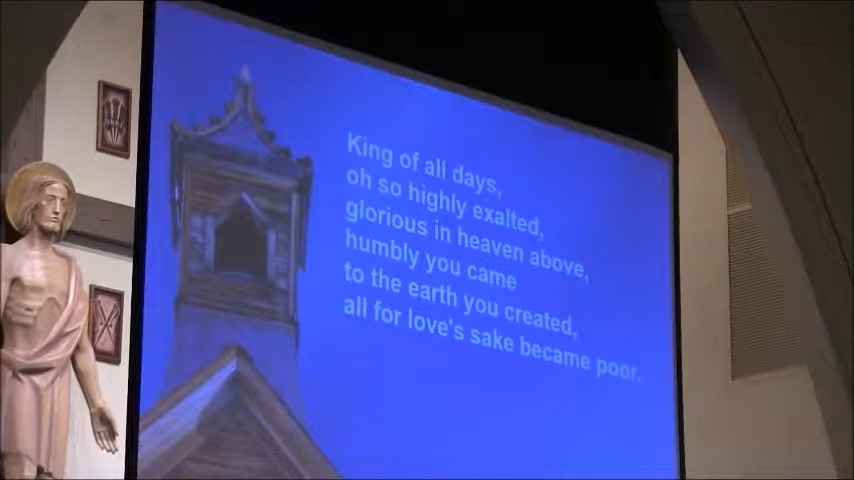 King of all days,
oh so highly exalted,
glorious in heaven above,
humbly you came
to the earth you created,
all for love's sake became poor.